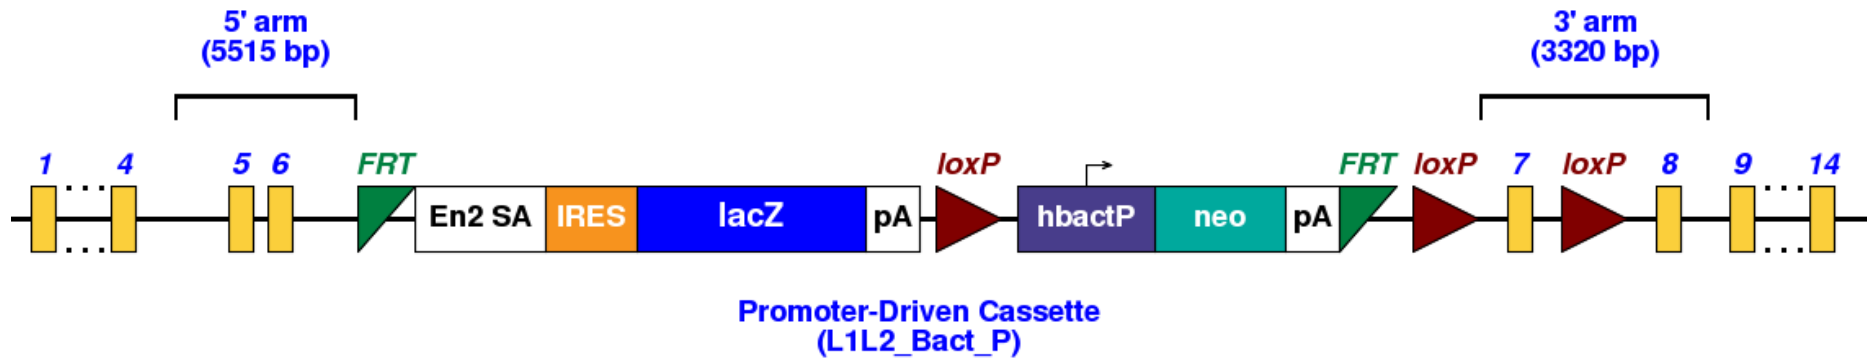 5' arm
(5515 bp)
3' arm
(3320 bp)
1 ... 4 5 6 FRT loxP FRT loxP 7 loxP 8 9 ... 14
En2 SA IRES lacZ pA hbactP neo pA
Promoter-Driven Cassette
(L1L2_Bact_P)